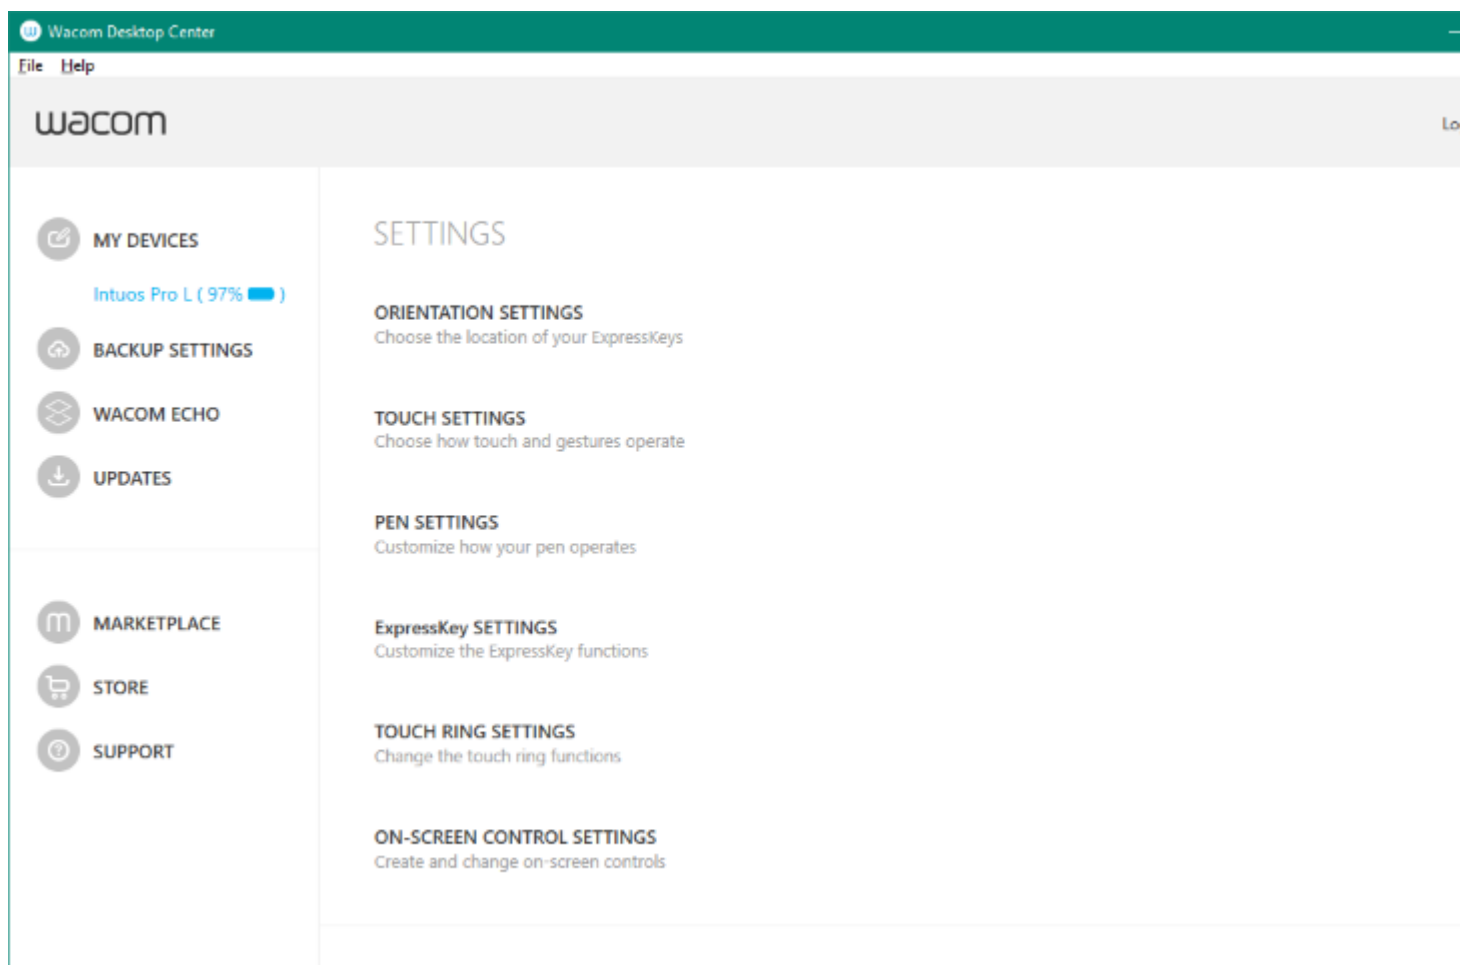 Wacom Desktop Center
File Help
wacom
MY DEVICES
Intuos Pro L ( 97% )
BACKUP SETTINGS
WACOM ECHO
UPDATES
MARKETPLACE
STORE
SUPPORT
SETTINGS
ORIENTATION SETTINGS
Choose the location of your ExpressKeys
TOUCH SETTINGS
Choose how touch and gestures operate
PEN SETTINGS
Customize how your pen operates
ExpressKey SETTINGS
Customize the ExpressKey functions
TOUCH RING SETTINGS
Change the touch ring functions
ON-SCREEN CONTROL SETTINGS
Create and change on-screen controls